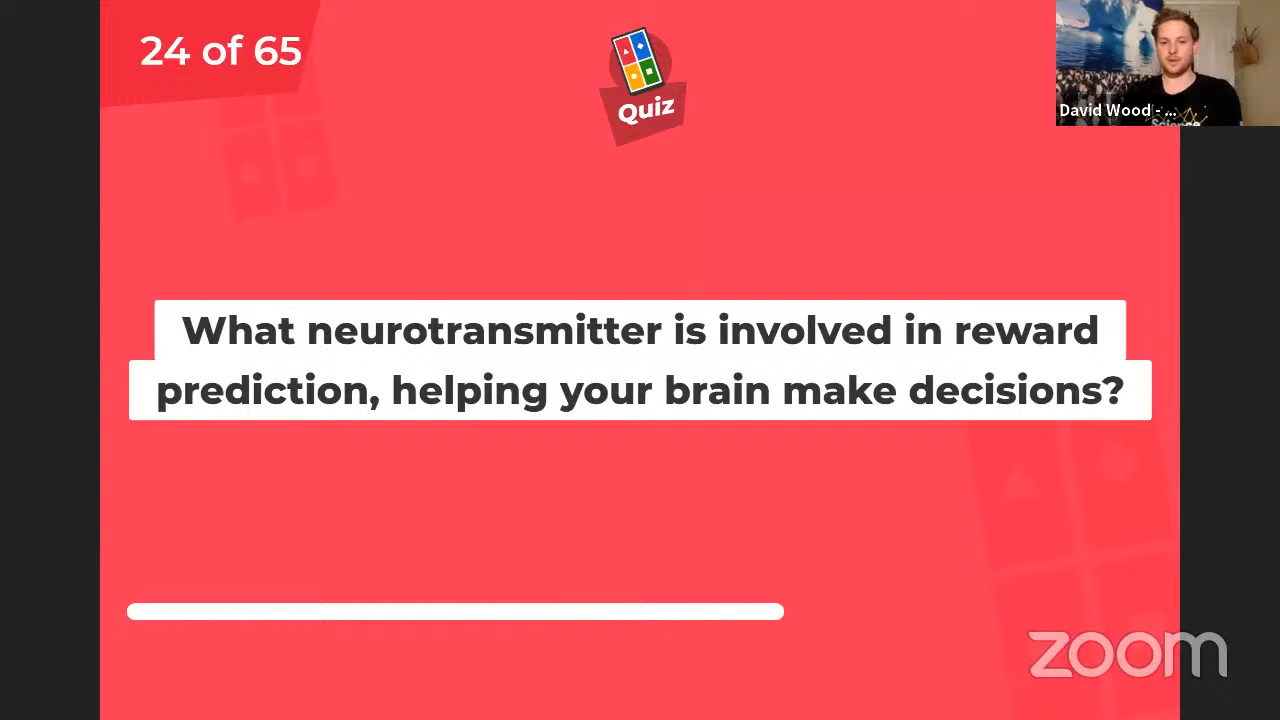 24 of 65
Quiz
David Wood - ...
Science
What neurotransmitter is involved in reward
prediction, helping your brain make decisions?
zoom